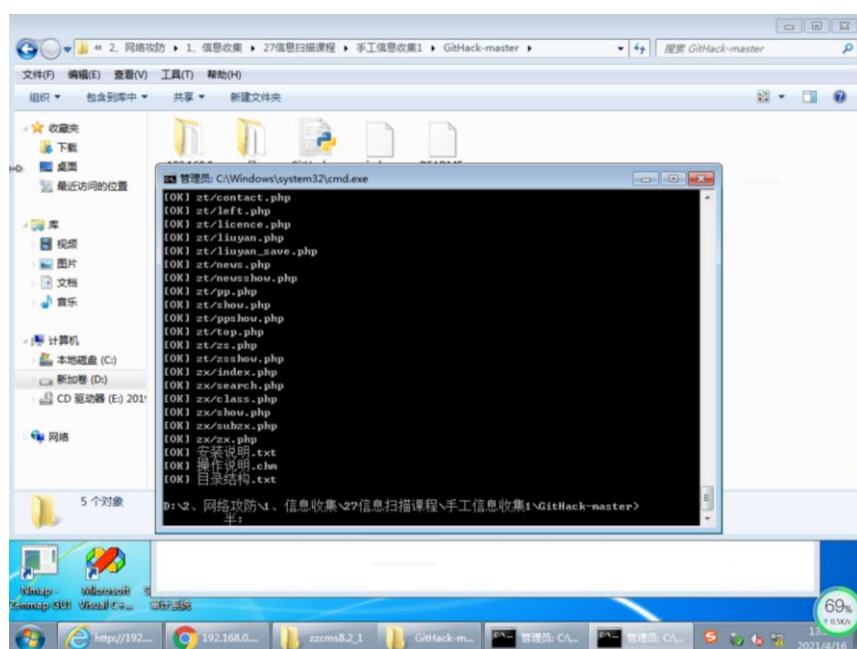 « 2、网络攻防 ▸ 1、信息收集 ▸ 27信息扫描课程 ▸ 手工信息收集1 ▸ GitHack-master ▸
搜索 GitHack-master
文件(F) 编辑(E) 查看(V) 工具(T) 帮助(H)
组织 包含到库中 共享 新建文件夹
收藏夹
下载
桌面
最近访问的位置
库
视频
图片
文档
音乐
计算机
本地磁盘 (C:)
新加卷 (D:)
CD 驱动器 (E:) 201
网络
5 个对象
管理员: C:\Windows\system32\cmd.exe
[OK] zt/contact.php
[OK] zt/left.php
[OK] zt/licence.php
[OK] zt/liuyan.php
[OK] zt/liuyan_save.php
[OK] zt/news.php
[OK] zt/newsshow.php
[OK] zt/pp.php
[OK] zt/show.php
[OK] zt/ppshow.php
[OK] zt/top.php
[OK] zt/zs.php
[OK] zt/zsshow.php
[OK] zx/index.php
[OK] zx/search.php
[OK] zx/class.php
[OK] zx/show.php
[OK] zx/subzx.php
[OK] zx/zx.php
[OK] 安装说明.txt
[OK] 操作说明.chm
[OK] 目录结构.txt
D:\2、网络攻防\1、信息收集\27信息扫描课程\手工信息收集1\GitHack-master>
半:
Nmap - Zenmap GUI
Microsoft Visual C+...
审计系统
69%
0.5K/s
http://192....
192.168.0....
zzcms8.2_1
GitHack-m...
管理员: C:\...
管理员: C:\...
2021/4/16